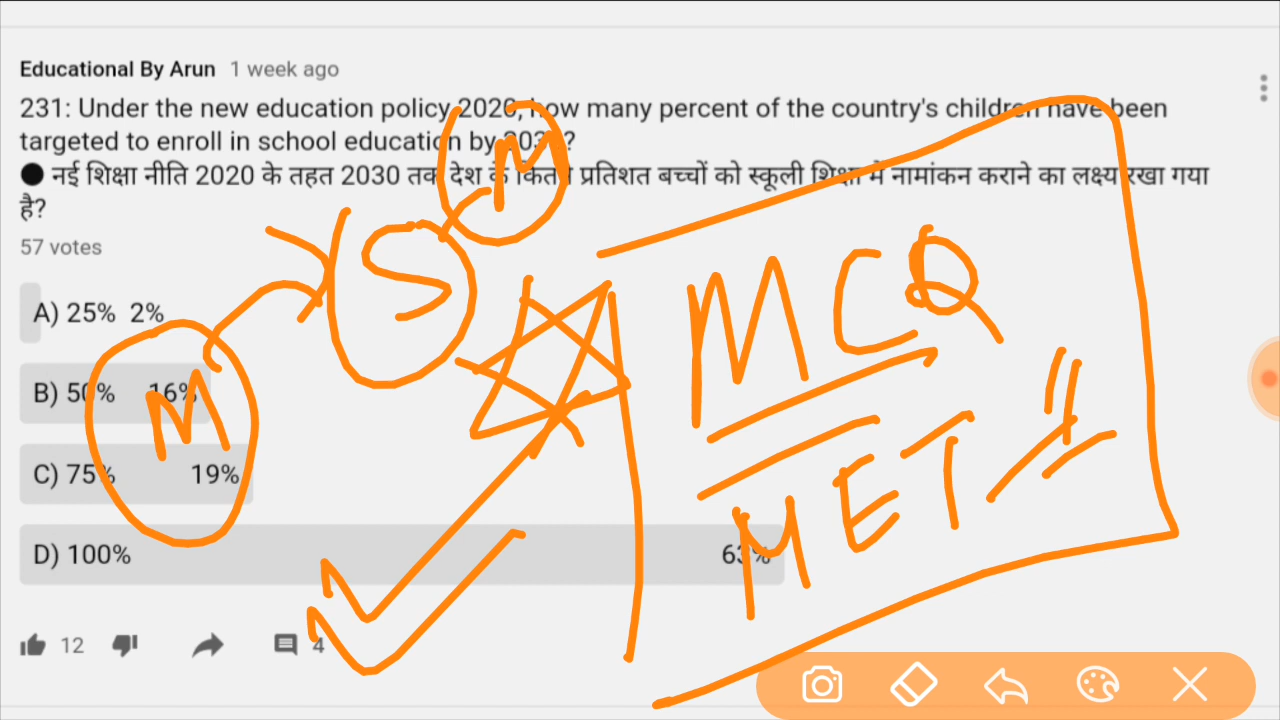 Educational By Arun 1 week ago
231: Under the new education policy 2020, how many percent of the country's children have been
targeted to enroll in school education by 2030?
● नई शिक्षा नीति 2020 के तहत 2030 तक देश के कितने प्रतिशत बच्चों को स्कूली शिक्षा में नामांकन कराने का लक्ष्य रखा गया
है?
57 votes
A) 25% 2%
B) 50% 16%
C) 75% 19%
D) 100% 63%
12 4
M S M
MCQ
MET